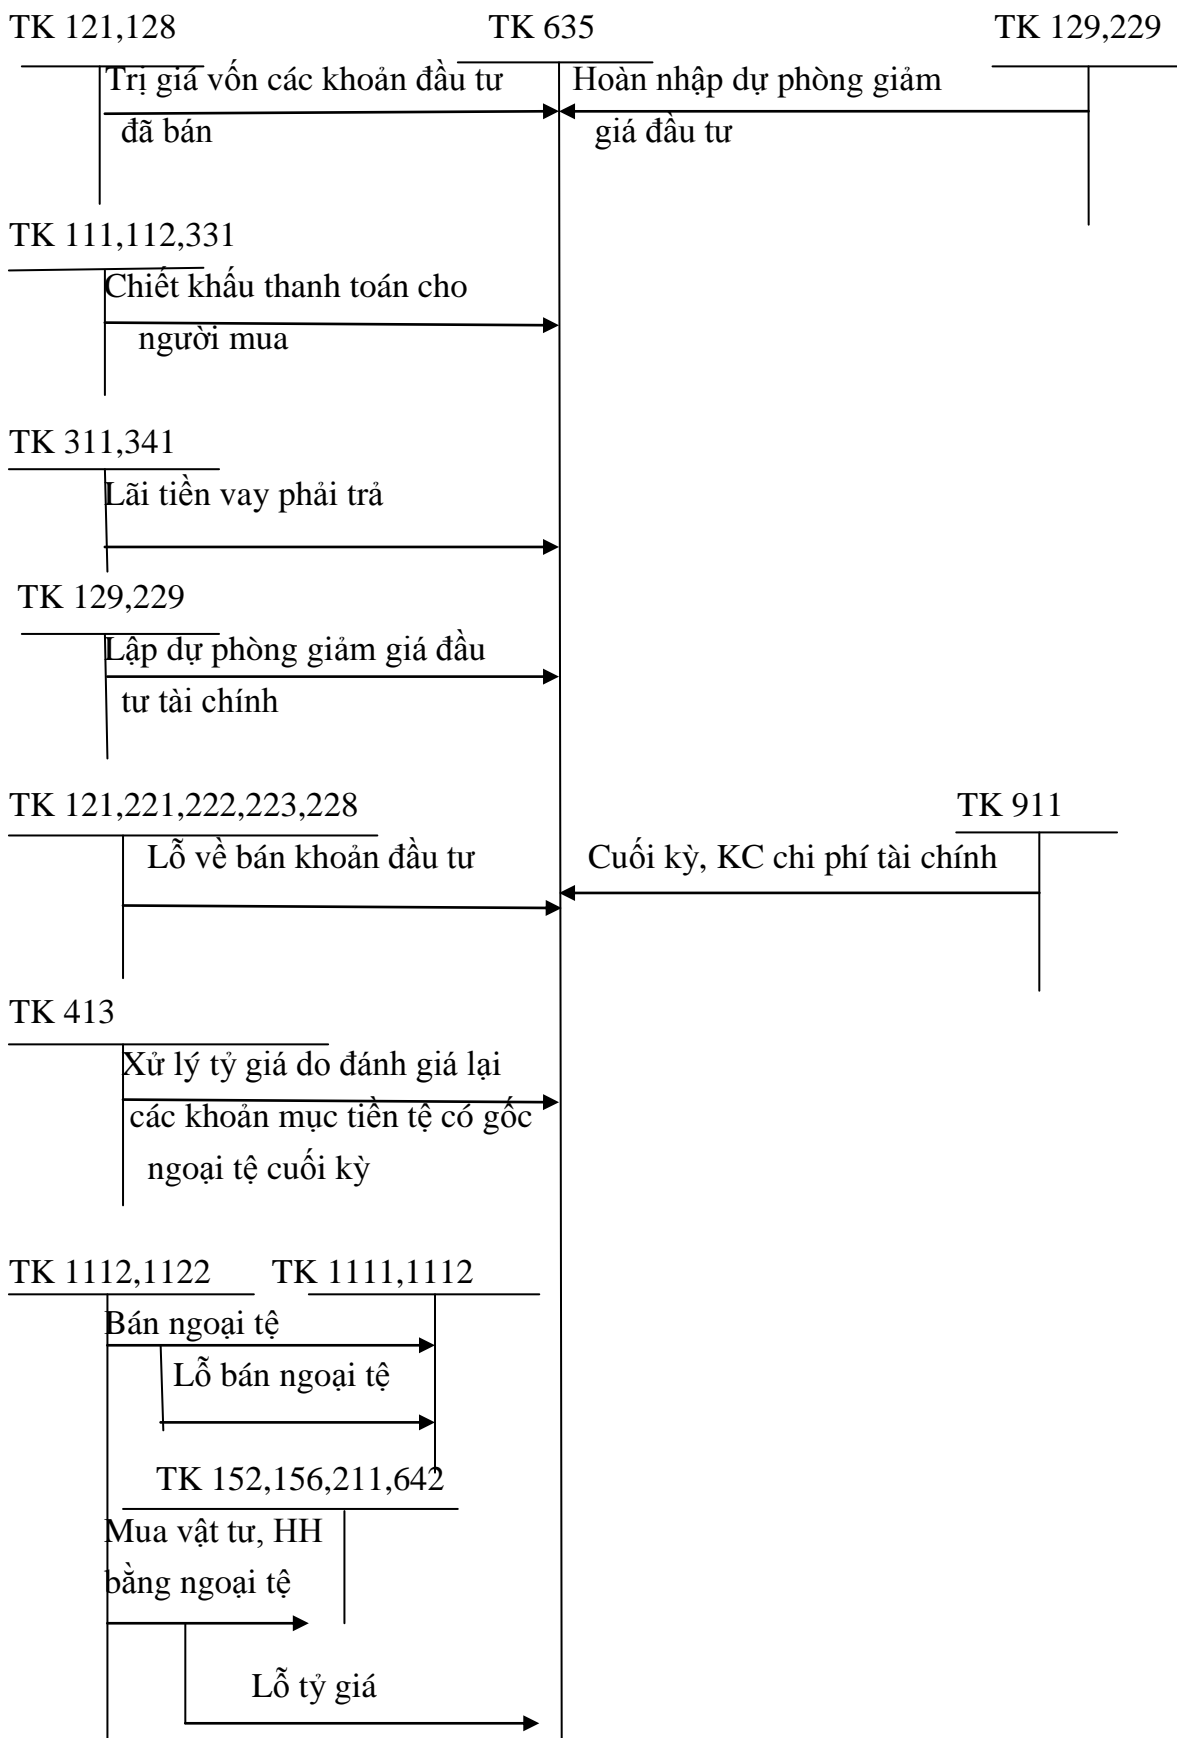 TK 121,128
TK 635
TK 129,229
Trị giá vốn các khoản đầu tư
Hoàn nhập dự phòng giảm
đã bán
giá đầu tư
TK 111,112,331
Chiết khấu thanh toán cho
người mua
TK 311,341
Lãi tiền vay phải trả
TK 129,229
Lập dự phòng giảm giá đầu
tư tài chính
TK 121,221,222,223,228
TK 911
Lỗ về bán khoản đầu tư
Cuối kỳ, KC chi phí tài chính
TK 413
Xử lý tỷ giá do đánh giá lại
các khoản mục tiền tệ có gốc
ngoại tệ cuối kỳ
TK 1112,1122
TK 1111,1112
Bán ngoại tệ
Lỗ bán ngoại tệ
TK 152,156,211,642
Mua vật tư, HH
bằng ngoại tệ
Lỗ tỷ giá